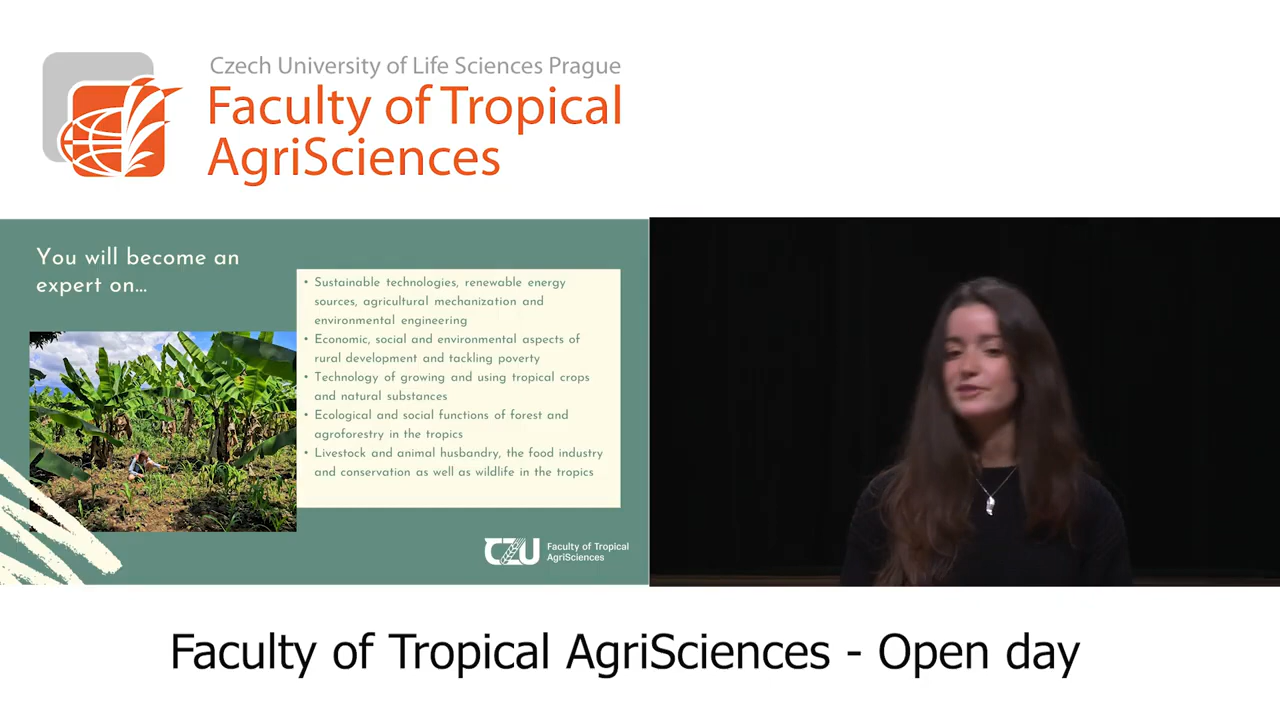 Czech University of Life Sciences Prague
Faculty of Tropical
AgriSciences
You will become an
expert on...
• Sustainable technologies, renewable energy
sources, agricultural mechanization and
environmental engineering
• Economic, social and environmental aspects of
rural development and tackling poverty
• Technology of growing and using tropical crops
and natural substances
• Ecological and social functions of forest and
agroforestry in the tropics
• Livestock and animal husbandry, the food industry
and conservation as well as wildlife in the tropics
CZU
Faculty of Tropical
AgriSciences
Faculty of Tropical AgriSciences - Open day